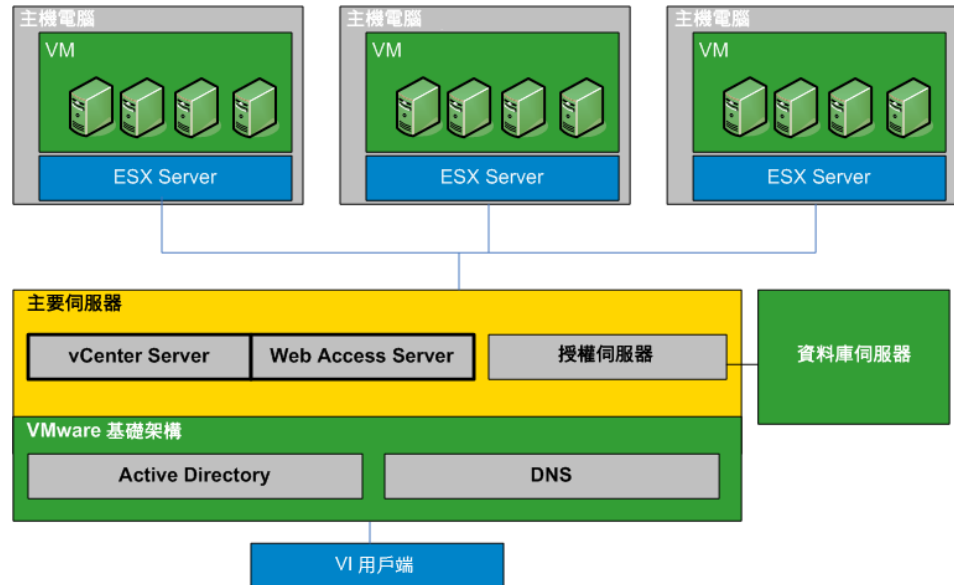 主機電腦
主機電腦
主機電腦
VM
VM
VM
ESX Server
ESX Server
ESX Server
主要伺服器
vCenter Server
Web Access Server
授權伺服器
資料庫伺服器
VMware 基礎架構
Active Directory
DNS
VI 用戶端